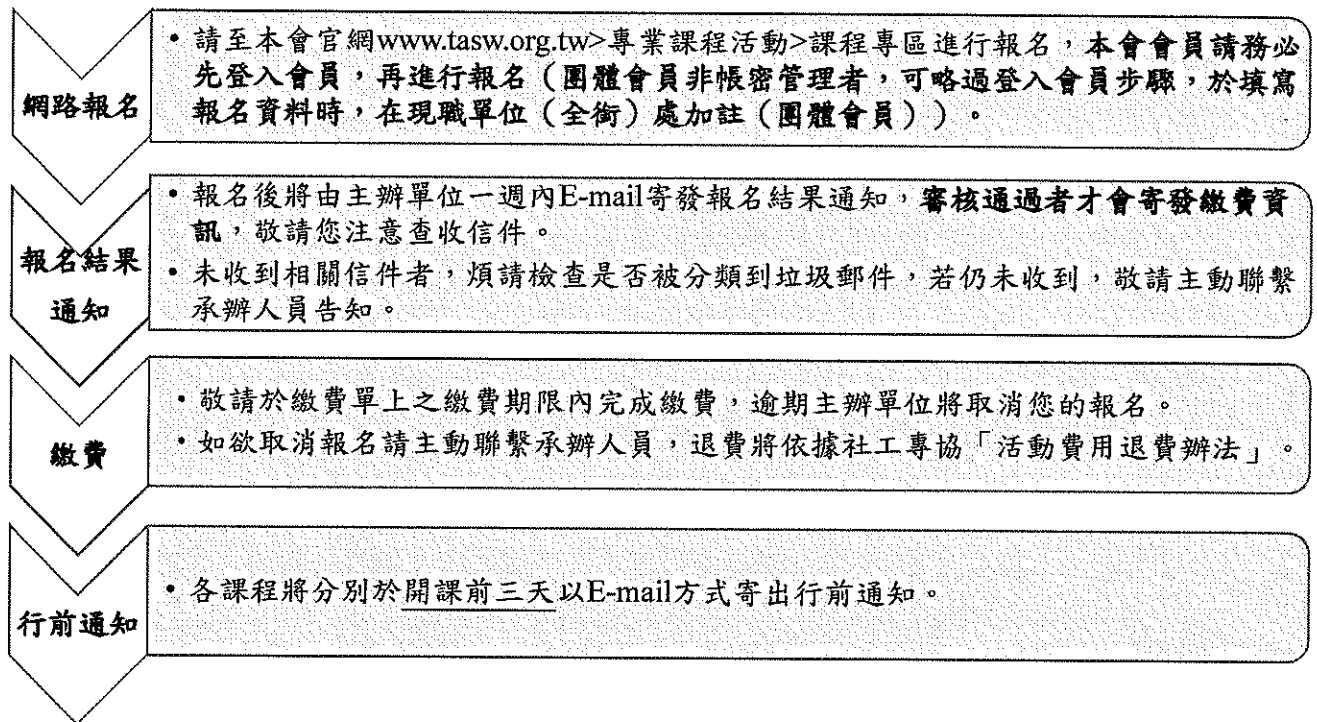 網路報名
• 請至本會官網www.tasw.org.tw>專業課程活動>課程專區進行報名，本會會員請務必
先登入會員，再進行報名（團體會員非帳密管理者，可略過登入會員步驟，於填寫
報名資料時，在現職單位（全銜）處加註（團體會員））。
報名結果
通知
• 報名後將由主辦單位一週內E-mail寄發報名結果通知，審核通過者才會寄發繳費資
訊，敬請您注意查收信件。
• 未收到相關信件者，煩請檢查是否被分類到垃圾郵件，若仍未收到，敬請主動聯繫
承辦人員告知。
繳費
• 敬請於繳費單上之繳費期限內完成繳費，逾期主辦單位將取消您的報名。
• 如欲取消報名請主動聯繫承辦人員，退費將依據社工專協「活動費用退費辦法」。
行前通知
• 各課程將分別於開課前三天以E-mail方式寄出行前通知。